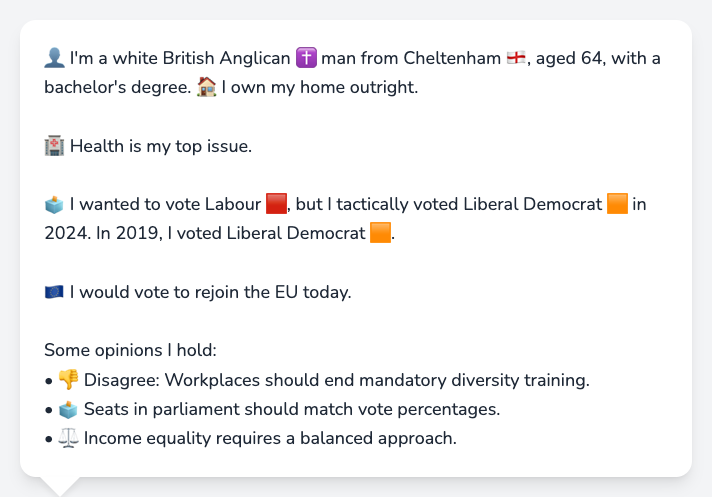 👤 I'm a white British Anglican ✝️ man from Cheltenham 🏴󠁧󠁢󠁥󠁮󠁧󠁿, aged 64, with a
bachelor's degree. 🏠 I own my home outright.
🏥 Health is my top issue.
🗳️ I wanted to vote Labour 🟥, but I tactically voted Liberal Democrat 🟧 in
2024. In 2019, I voted Liberal Democrat 🟧.
🇪🇺 I would vote to rejoin the EU today.
Some opinions I hold:
• 👎 Disagree: Workplaces should end mandatory diversity training.
• 🗳️ Seats in parliament should match vote percentages.
• ⚖️ Income equality requires a balanced approach.